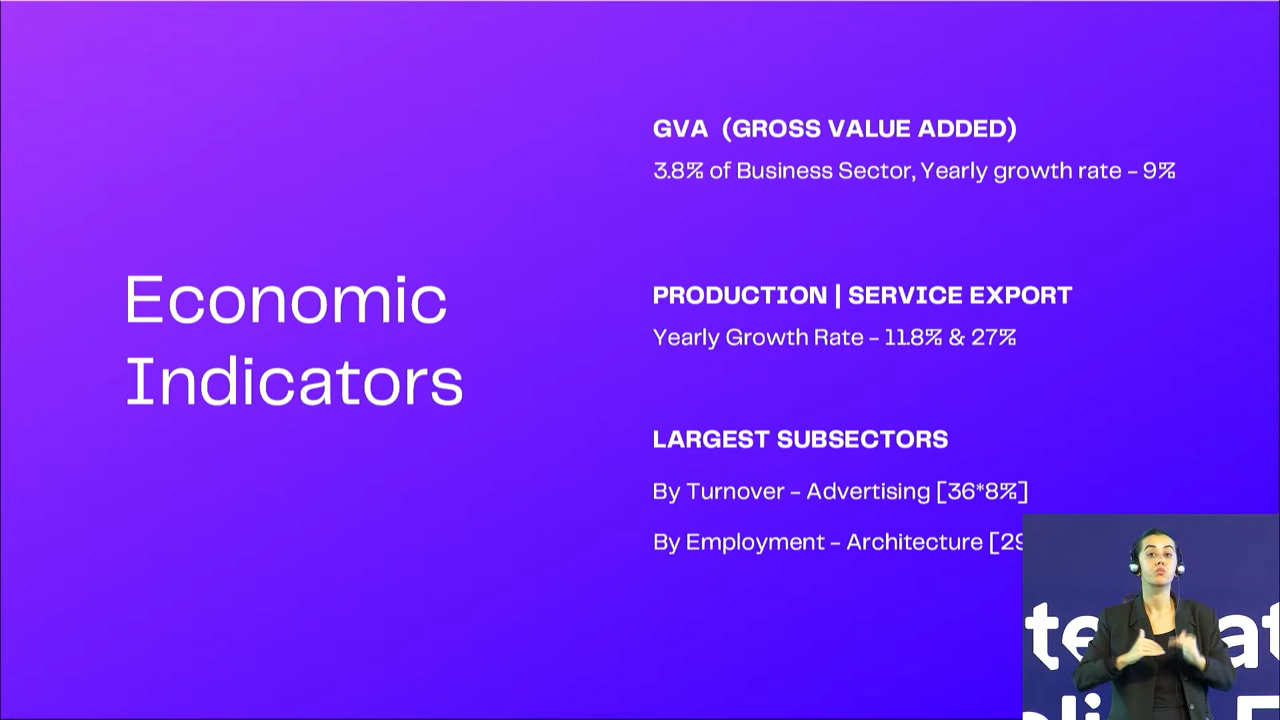 Economic
Indicators
GVA (GROSS VALUE ADDED)
3.8% of Business Sector, Yearly growth rate - 9%
PRODUCTION | SERVICE EXPORT
Yearly Growth Rate - 11.8% & 27%
LARGEST SUBSECTORS
By Turnover - Advertising [36*8%]
By Employment - Architecture [29